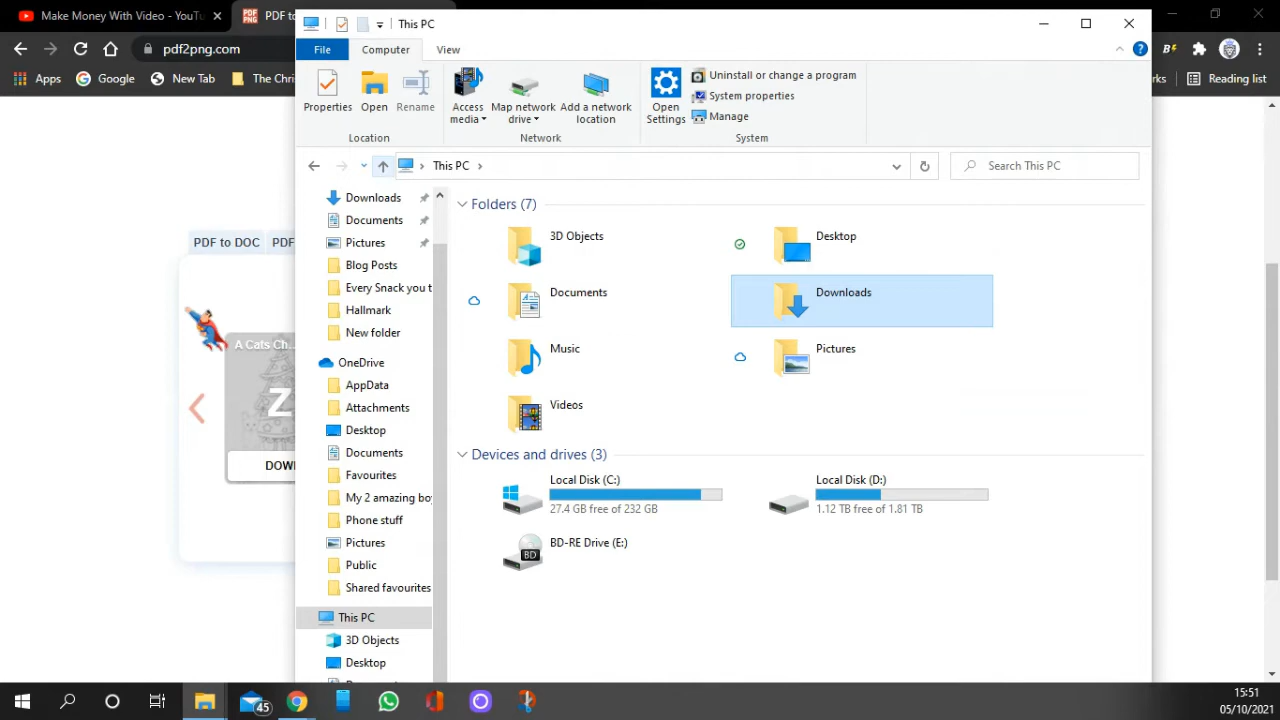 Make Money With Video - YouTu
PDF to
pdf2png.com
Apps
Google
New Tab
The Chri
rks
Reading list
This PC
File
Computer
View
Properties
Open
Rename
Access media
Map network drive
Add a network location
Open Settings
Uninstall or change a program
System properties
Manage
Location
Network
System
This PC
Search This PC
Downloads
Documents
Pictures
Blog Posts
Every Snack you t
Hallmark
New folder
OneDrive
AppData
Attachments
Desktop
Documents
Favourites
My 2 amazing bo
Phone stuff
Pictures
Public
Shared favourites
This PC
3D Objects
Desktop
Folders (7)
3D Objects
Desktop
Documents
Downloads
Music
Pictures
Videos
Devices and drives (3)
Local Disk (C:)
27.4 GB free of 232 GB
Local Disk (D:)
1.12 TB free of 1.81 TB
BD-RE Drive (E:)
BD
PDF to DOC
PDF
A Cats Ch...
Z
DOW
45
15:51
05/10/2021